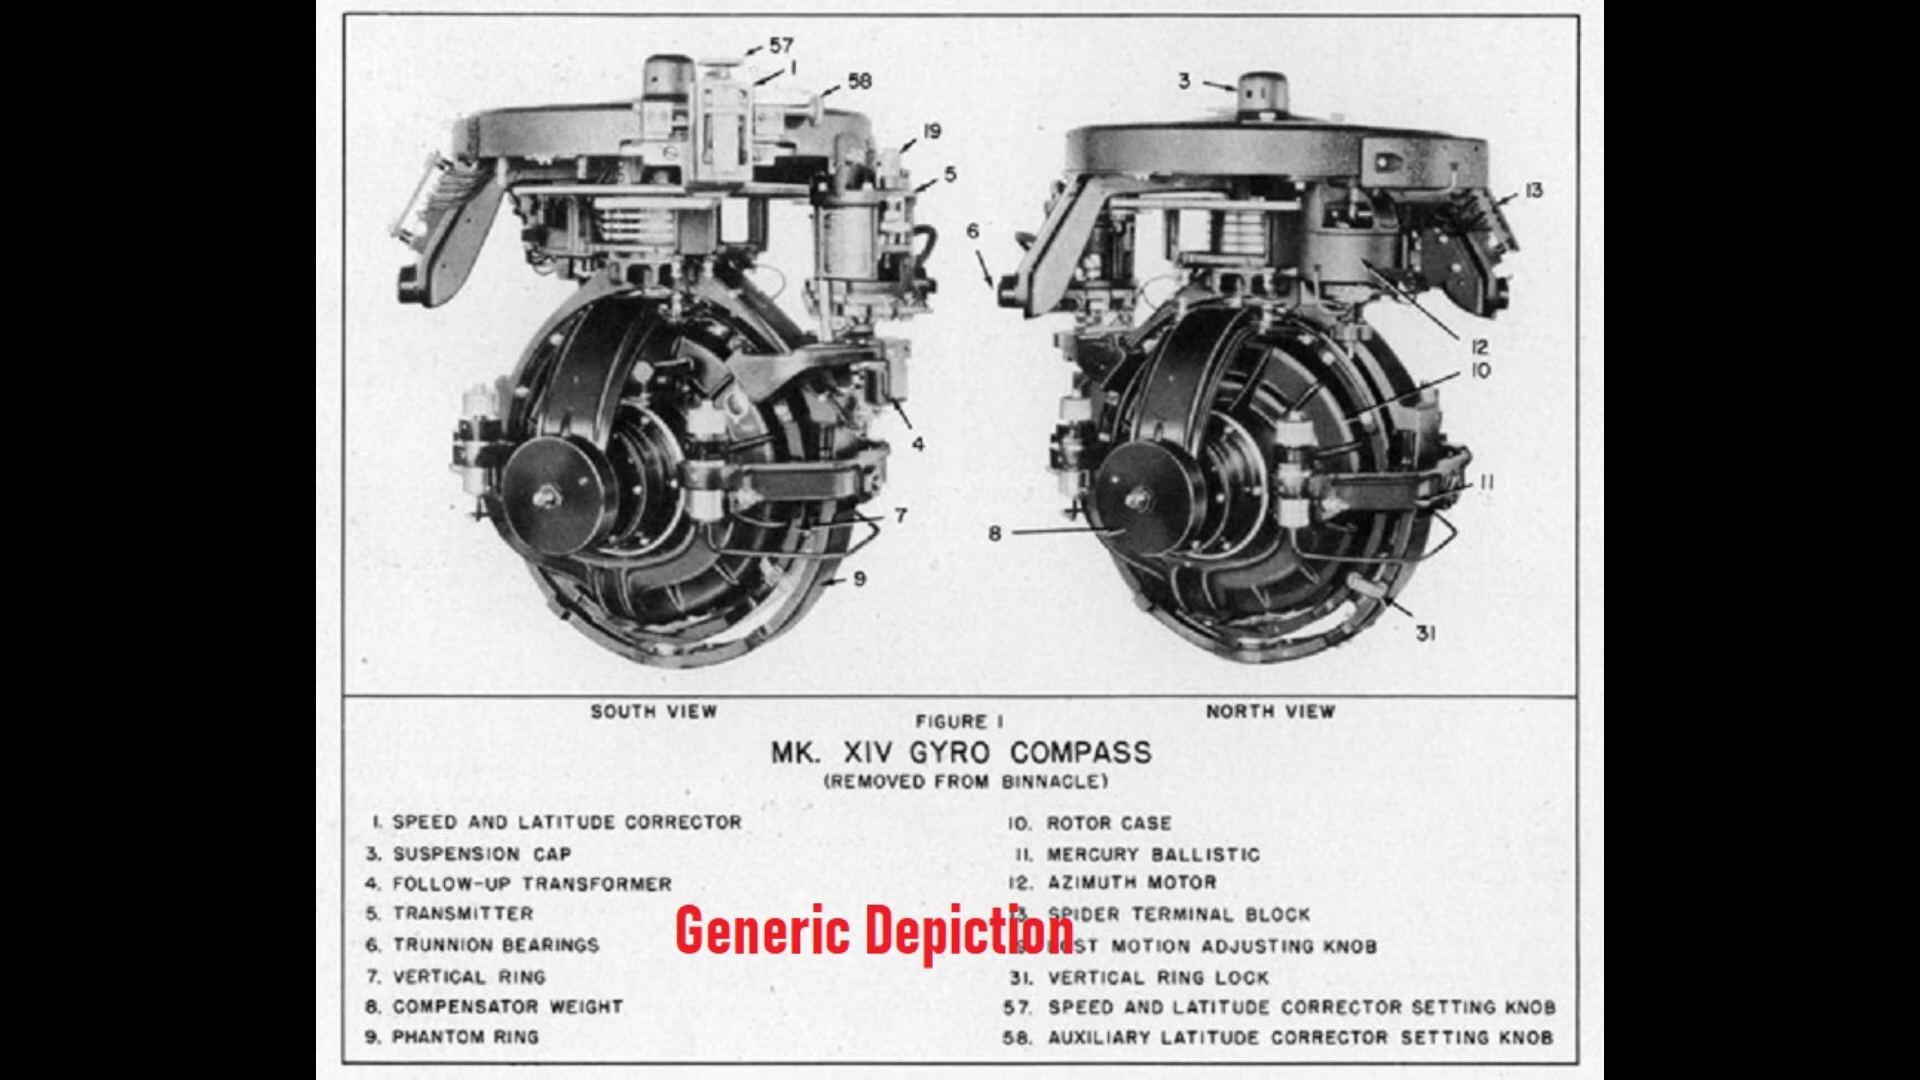 57
1
58
3
19
5
13
6
12
10
4
11
7
8
9
31
SOUTH VIEW
NORTH VIEW
FIGURE 1
MK. XIV GYRO COMPASS
(REMOVED FROM BINNACLE)
1. SPEED AND LATITUDE CORRECTOR
3. SUSPENSION CAP
4. FOLLOW-UP TRANSFORMER
5. TRANSMITTER
6. TRUNNION BEARINGS
7. VERTICAL RING
8. COMPENSATOR WEIGHT
9. PHANTOM RING
10. ROTOR CASE
11. MERCURY BALLISTIC
12. AZIMUTH MOTOR
13. SPIDER TERMINAL BLOCK
MOTION ADJUSTING KNOB
31. VERTICAL RING LOCK
57. SPEED AND LATITUDE CORRECTOR SETTING KNOB
58. AUXILIARY LATITUDE CORRECTOR SETTING KNOB
Generic Depiction